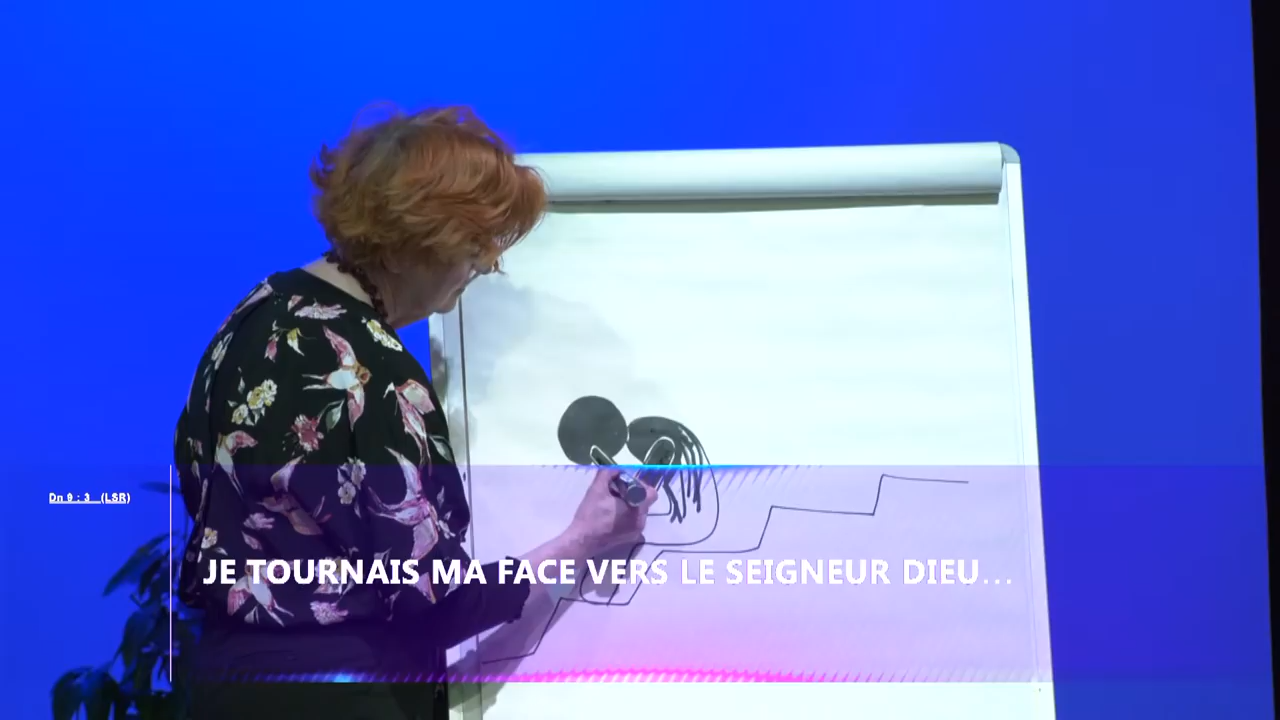 Dn 9 : 3 (LSR)
JE TOURNAIS MA FACE VERS LE SEIGNEUR DIEU...